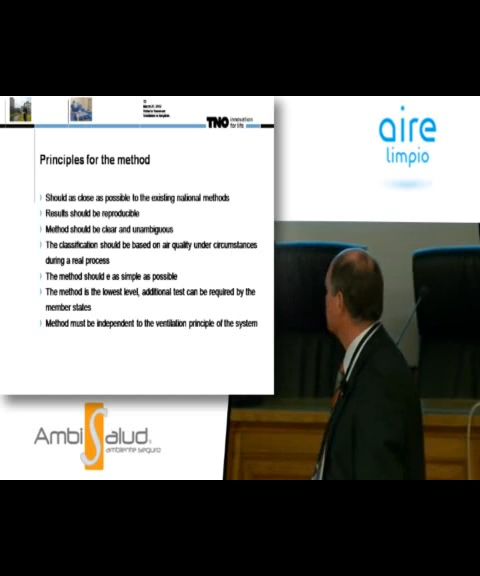 TNO innovation
for life
aire
limpio
Principles for the method
Should as close as possible to the existing national methods
Results should be reproducible
Method should be clear and unambiguous
The classification should be based on air quality under circumstances
during a real process
The method should e as simple as possible
The method is the lowest level, additional test can be required by the
member states
Method must be independent to the ventilation principle of the system
AmbiSalud.
ambiente seguro